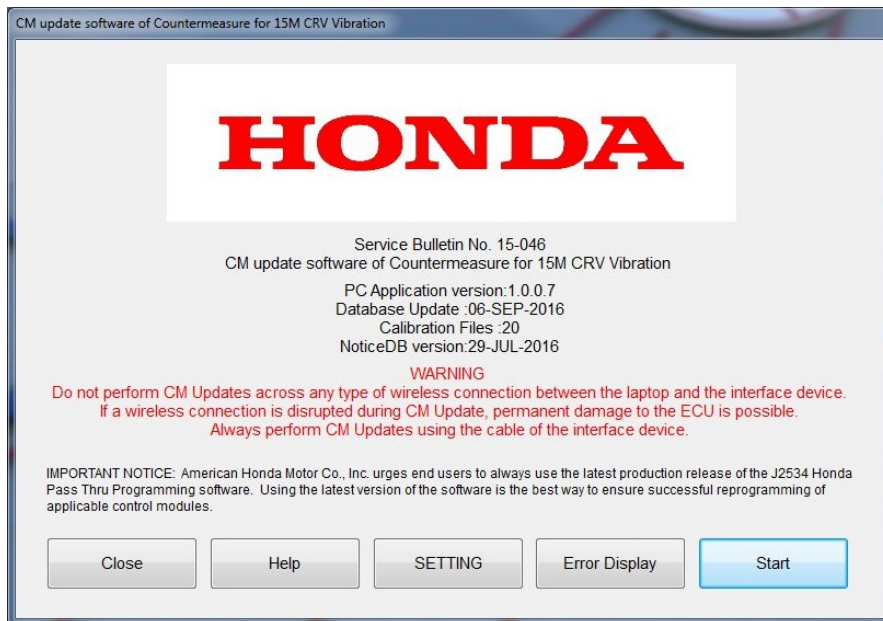 CM update software of Countermeasure for 15M CRV Vibration
HONDA
Service Bulletin No. 15-046
CM update software of Countermeasure for 15M CRV Vibration
PC Application version:1.0.0.7
Database Update :06-SEP-2016
Calibration Files :20
NoticeDB version:29-JUL-2016
WARNING
Do not perform CM Updates across any type of wireless connection between the laptop and the interface device.
If a wireless connection is disrupted during CM Update, permanent damage to the ECU is possible.
Always perform CM Updates using the cable of the interface device.
IMPORTANT NOTICE: American Honda Motor Co., Inc. urges end users to always use the latest production release of the J2534 Honda
Pass Thru Programming software. Using the latest version of the software is the best way to ensure successful reprogramming of
applicable control modules.
Close
Help
SETTING
Error Display
Start